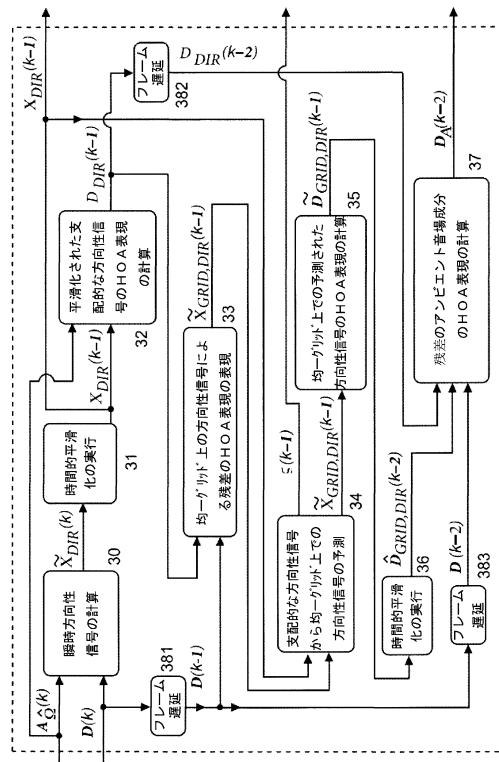 A_Ω̂(k)
D(k)
瞬時方向性
信号の計算
30
X̃_DIR(k)
時間的平滑
化の実行
31
X_DIR(k−1)
平滑化された支
配的な方向性信
号のHOA表現
の計算
32
D_DIR(k−1)
X_DIR(k−1)
フレーム
遅延
382
D_DIR(k−2)
フレーム
遅延
381
D(k-1)
均一グリッド上の方向性信号によ
る残差のHOA表現の表現
33
X̃_GRID,DIR(k−1)
支配的な方向性信号
から均一グリッド上での
方向性信号の予測
34
X̃_GRID,DIR(k−1)
均一グリッド上での予測された
方向性信号のHOA表現の計算
35
D̃_GRID,DIR(k−1)
時間的平滑
化の実行
36
D̂_GRID,DIR(k−2)
フレーム
遅延
383
D(k−2)
残差のアンビエント音場成分
のHOA表現の計算
37
D_A(k−2)